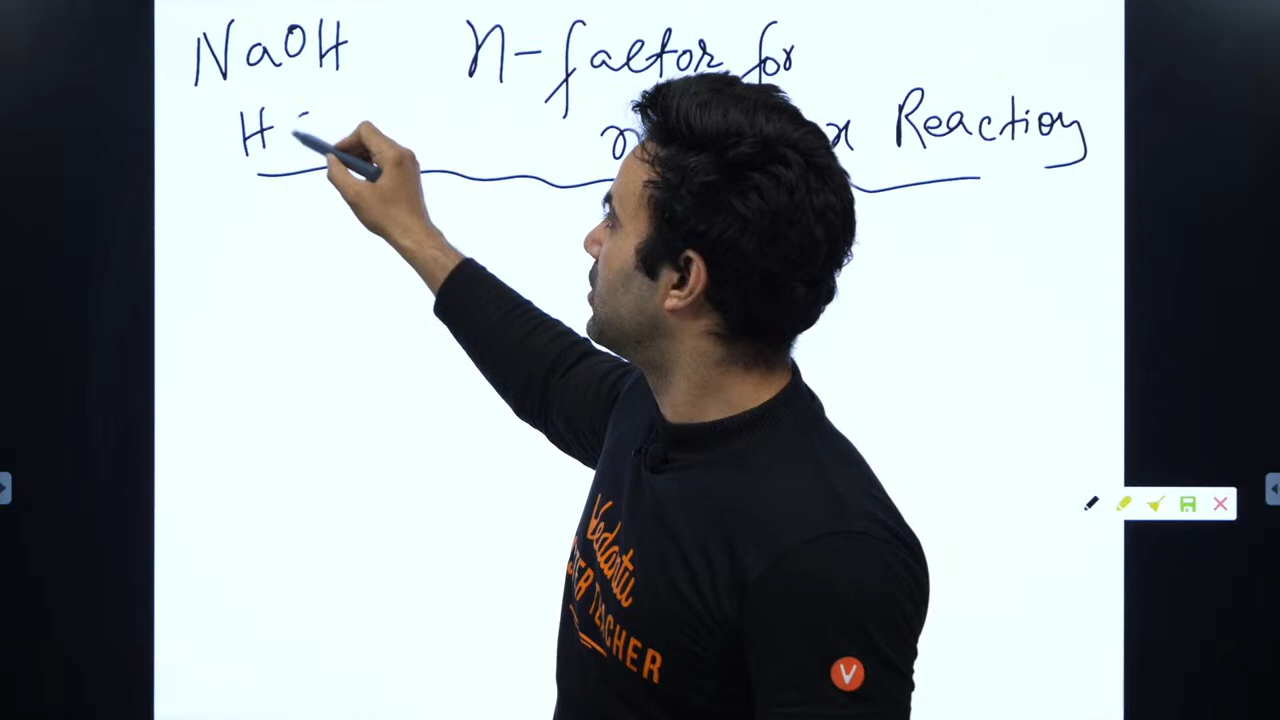 NaOH n-factor for
H Reaction
Vedantu
TEACHER
V